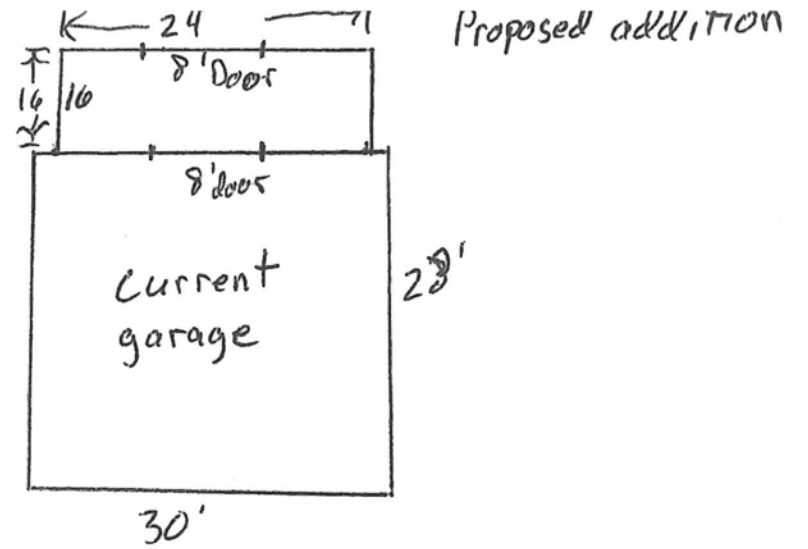 24
Proposed addition
8' Door
16
16
8' door
current
garage
28'
30'